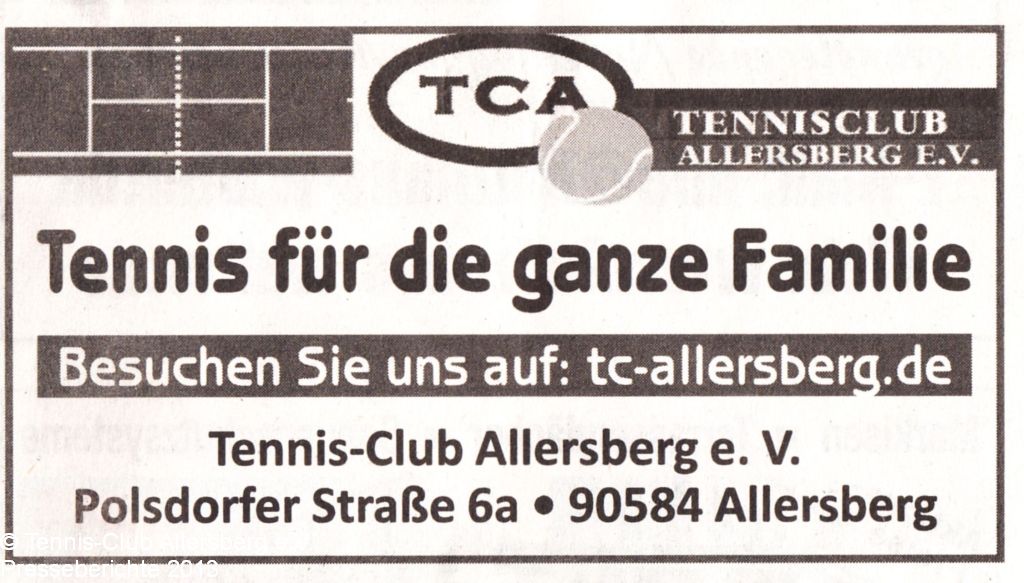 TCA
TENNISCLUB
ALLERSBERG E.V.
Tennis für die ganze Familie
Besuchen Sie uns auf: tc-allersberg.de
Tennis-Club Allersberg e. V.
Polsdorfer Straße 6a • 90584 Allersberg
© Tennis-Club Allersberg
Presseberichte